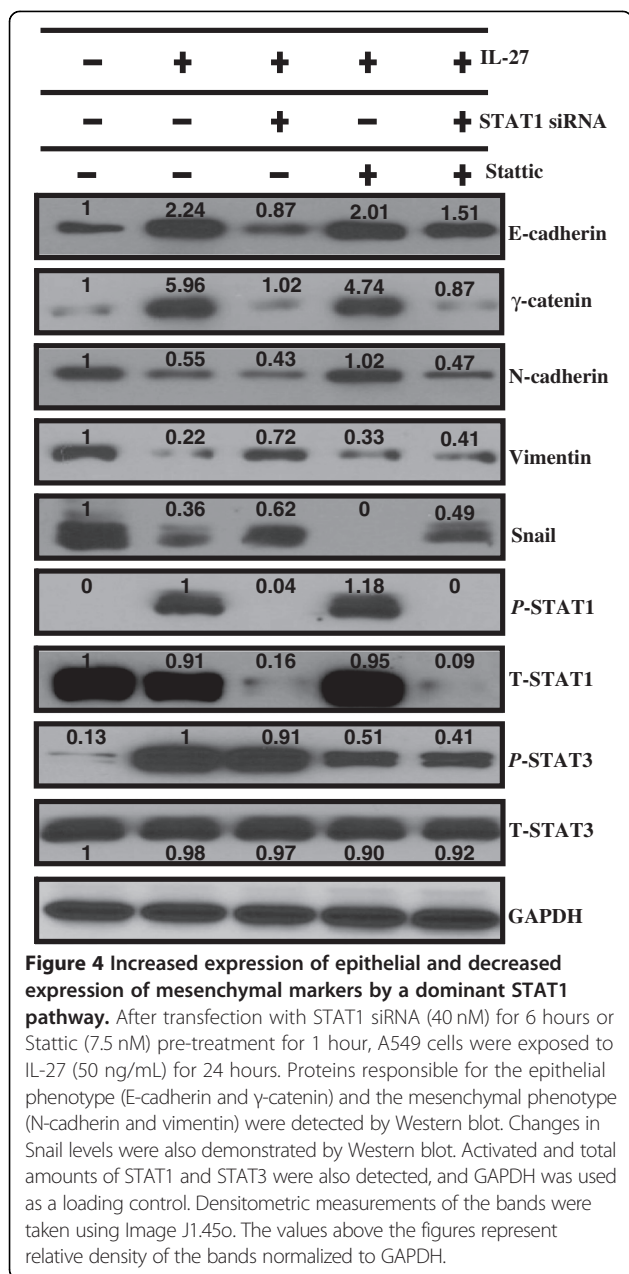 − + + + + IL-27
− − + − + STAT1 siRNA
− − − + + Stattic
1 2.24 0.87 2.01 1.51 E-cadherin
1 5.96 1.02 4.74 0.87 γ-catenin
1 0.55 0.43 1.02 0.47 N-cadherin
1 0.22 0.72 0.33 0.41 Vimentin
1 0.36 0.62 0 0.49 Snail
0 1 0.04 1.18 0 P-STAT1
1 0.91 0.16 0.95 0.09 T-STAT1
0.13 1 0.91 0.51 0.41 P-STAT3
T-STAT3
1 0.98 0.97 0.90 0.92
GAPDH
Figure 4 Increased expression of epithelial and decreased
expression of mesenchymal markers by a dominant STAT1
pathway. After transfection with STAT1 siRNA (40 nM) for 6 hours or
Stattic (7.5 nM) pre-treatment for 1 hour, A549 cells were exposed to
IL-27 (50 ng/mL) for 24 hours. Proteins responsible for the epithelial
phenotype (E-cadherin and γ-catenin) and the mesenchymal phenotype
(N-cadherin and vimentin) were detected by Western blot. Changes in
Snail levels were also demonstrated by Western blot. Activated and total
amounts of STAT1 and STAT3 were also detected, and GAPDH was used
as a loading control. Densitometric measurements of the bands were
taken using Image J1.45o. The values above the figures represent
relative density of the bands normalized to GAPDH.